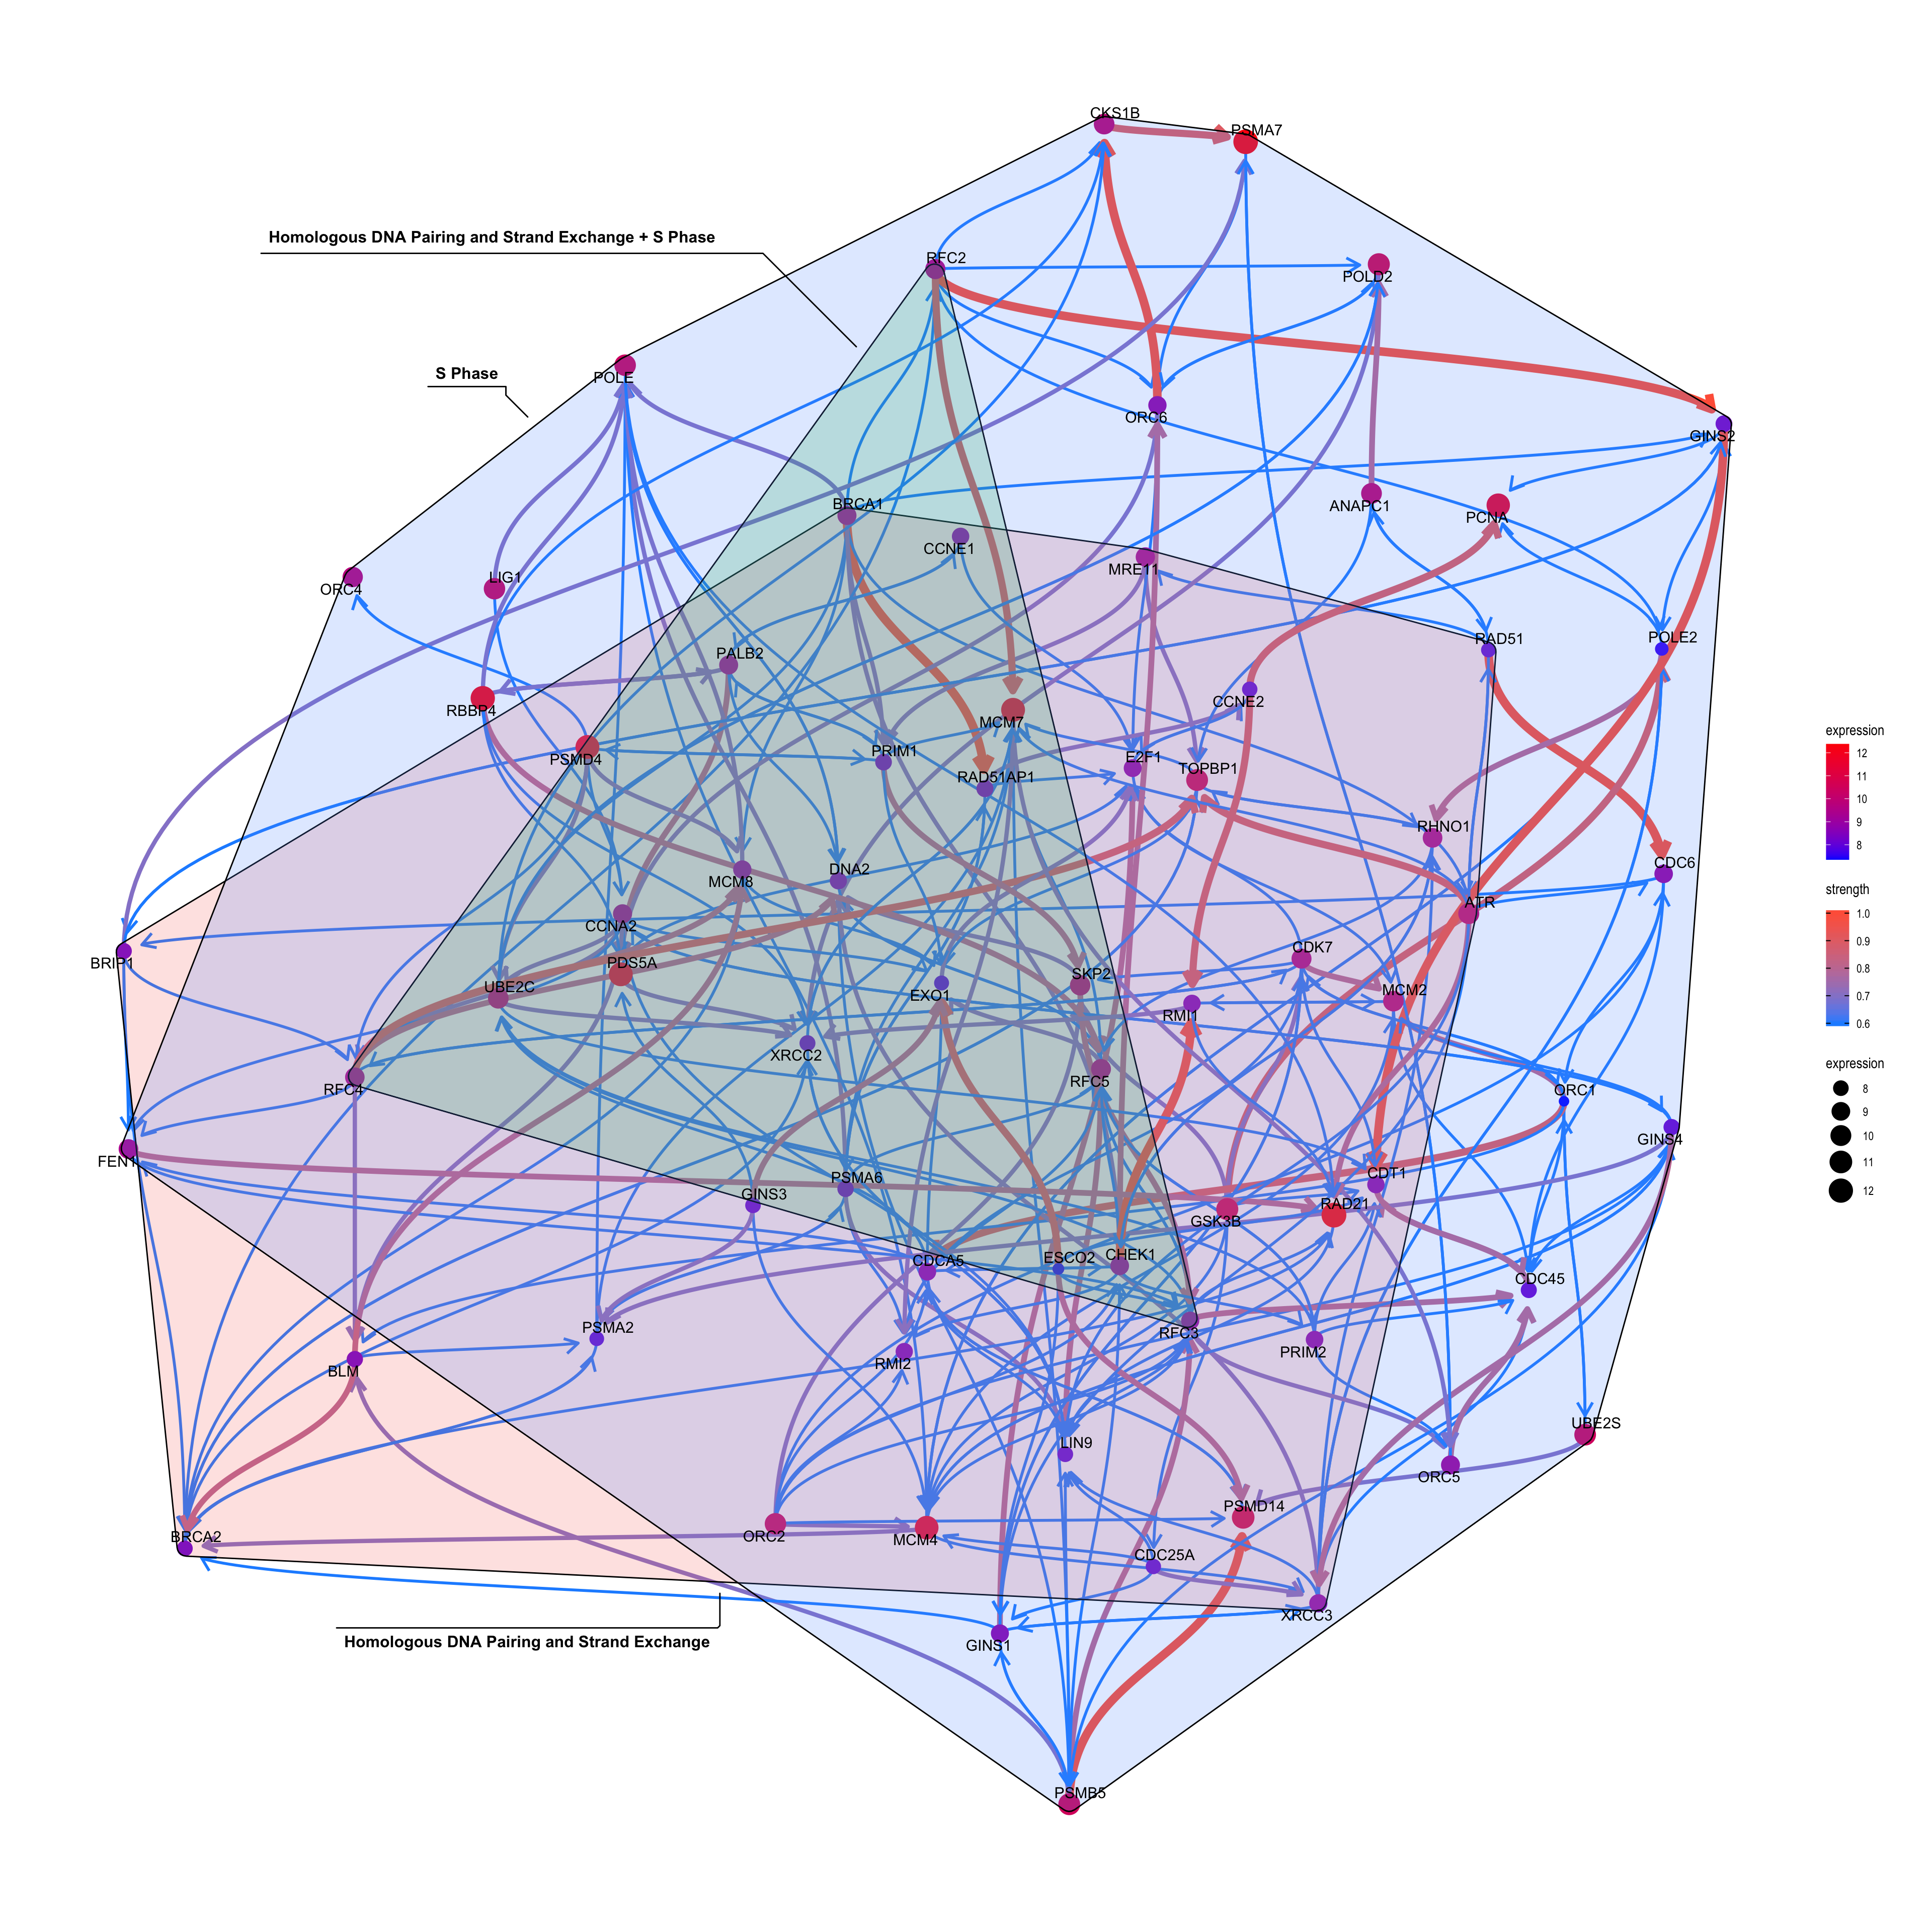 CKS1B
PSMA7
Homologous DNA Pairing and Strand Exchange + S Phase
RFC2
POLD2
S Phase
POLE
ORC6
GINS2
BRCA1
ANAPC1
PCNA
CCNE1
MRE11
ORC4
LIG1
RAD51
POLE2
PALB2
RBBP4
CCNE2
MCM7
PSMD4
PRIM1
E2F1
TOPBP1
RAD51AP1
RHNO1
CDC6
MCM8
DNA2
CCNA2
ATR
BRIP1
PDS5A
CDK7
UBE2C
EXO1
SKP2
MCM2
RMI1
XRCC2
RFC4
RFC5
ORC1
GINS4
FEN1
PSMA6
GINS3
CDT1
RAD21
GSK3B
CDCA5
ESCO2
CHEK1
CDC45
PSMA2
RFC3
PRIM2
BLM
RMI2
UBE2S
LIN9
ORC5
PSMD14
BRCA2
ORC2
MCM4
CDC25A
XRCC3
GINS1
Homologous DNA Pairing and Strand Exchange
PSMB5
expression
12
11
10
9
8
strength
1.0
0.9
0.8
0.7
0.6
expression
8
9
10
11
12